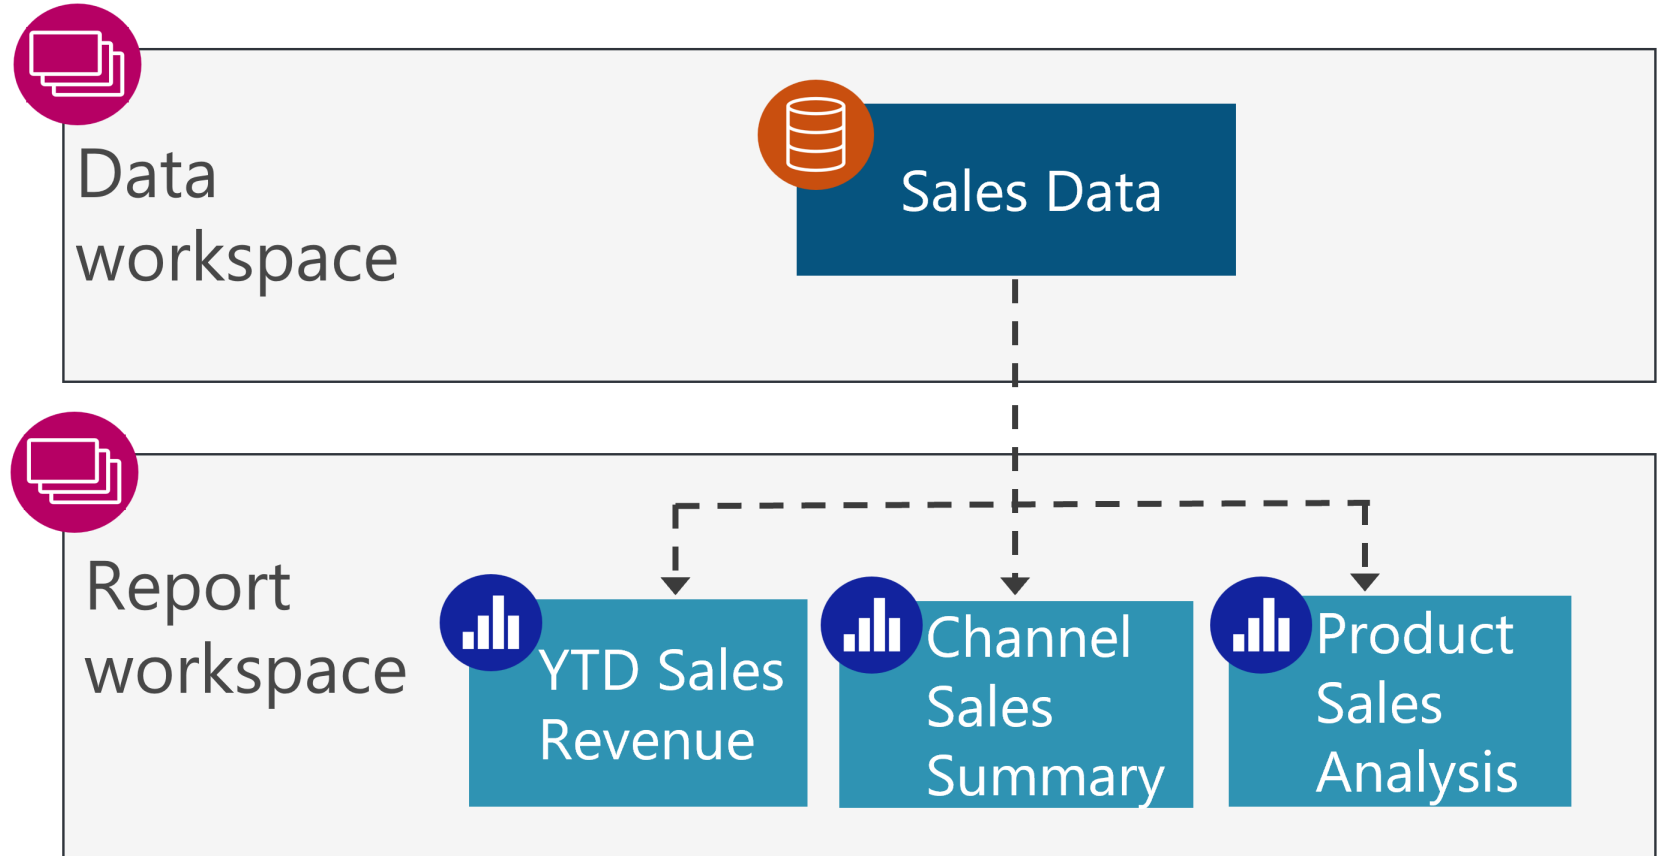 Data
workspace
Sales Data
Report
workspace
YTD Sales
Revenue
Channel
Sales
Summary
Product
Sales
Analysis